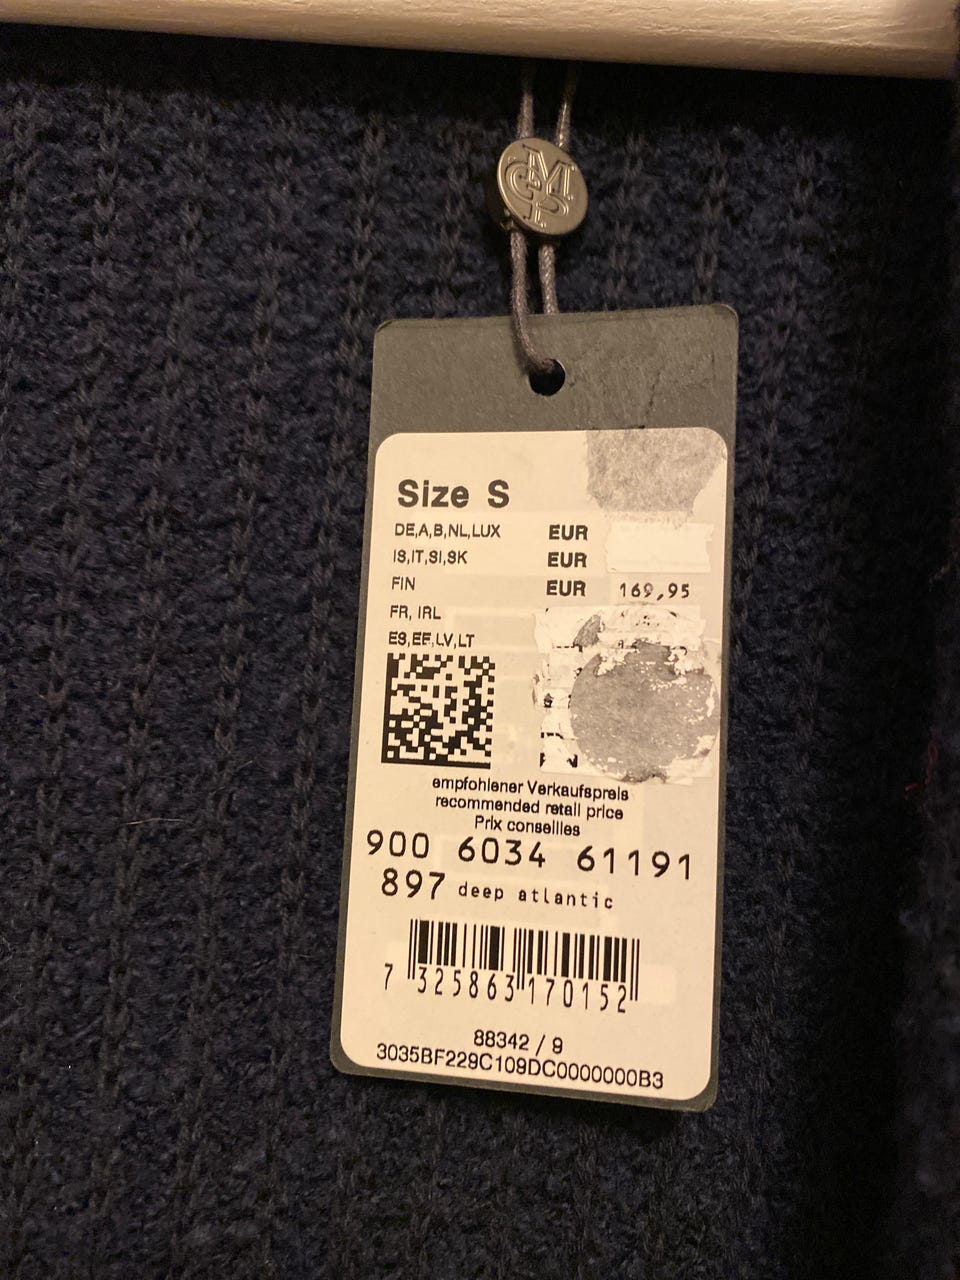 MOP
Size S
DE,A,B,NL,LUX EUR
IS,IT,SI,SK EUR
FIN EUR 169,95
FR, IRL
ES,EE,LV,LT
empfohlener Verkaufspreis
recommended retail price
Prix conseilles
900 6034 61191
897 deep atlantic
7 325863 170152
88342 / 9
3035BF229C109DC0000000B3